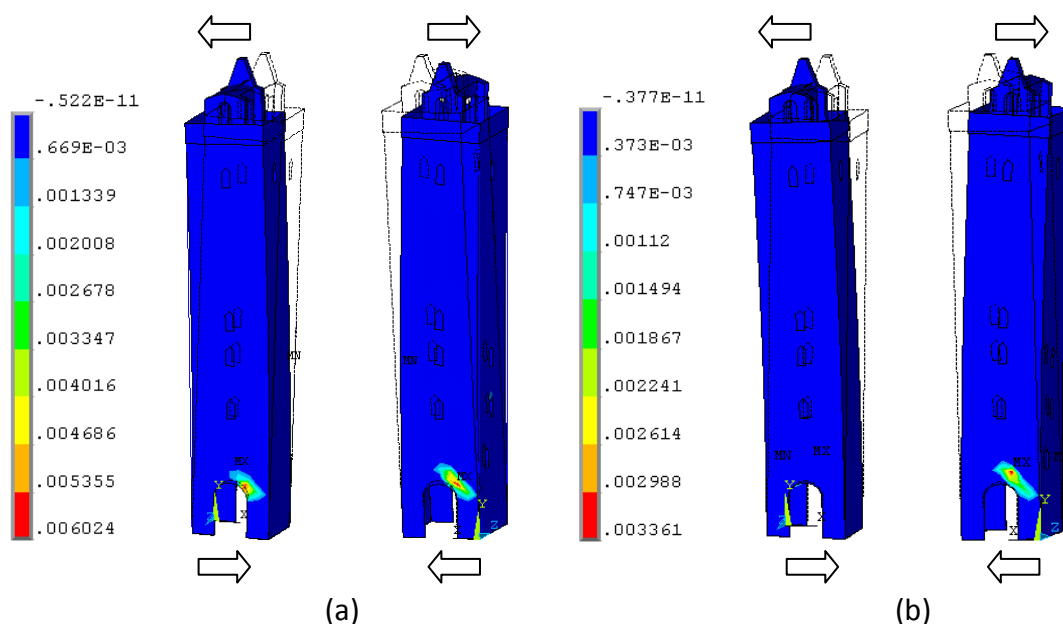 -.522E-11
.669E-03
.001339
.002008
.002678
.003347
.004016
.004686
.005355
.006024
MN
MX
Y
Z
X
MN
MX
Y
Z
X
(a)
-.377E-11
.373E-03
.747E-03
.00112
.001494
.001867
.002241
.002614
.002988
.003361
MN
MX
Y
Z
X
MX
Y
Z
X
(b)